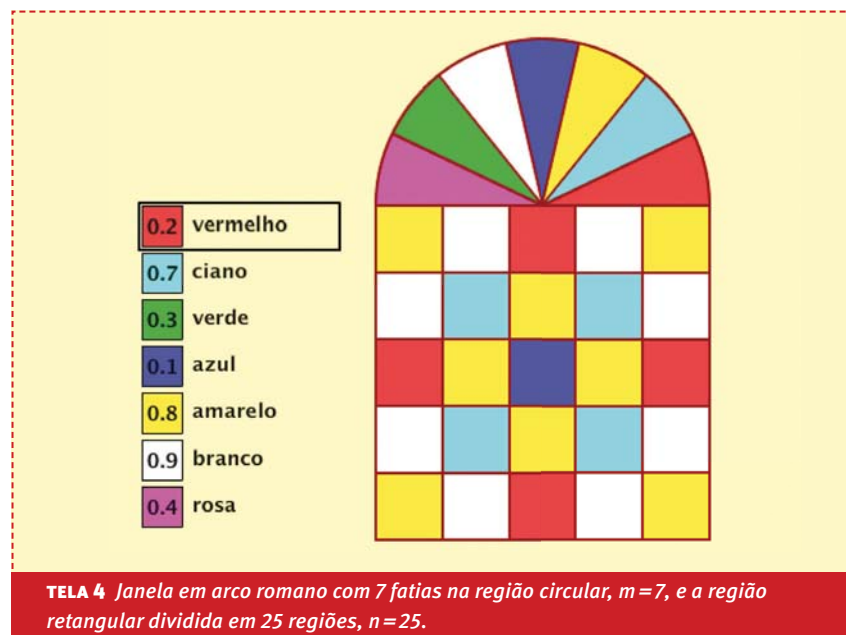 0.2 vermelho
0.7 ciano
0.3 verde
0.1 azul
0.8 amarelo
0.9 branco
0.4 rosa
TELA 4 Janela em arco romano com 7 fatias na região circular, m=7, e a região
retangular dividida em 25 regiões, n=25.